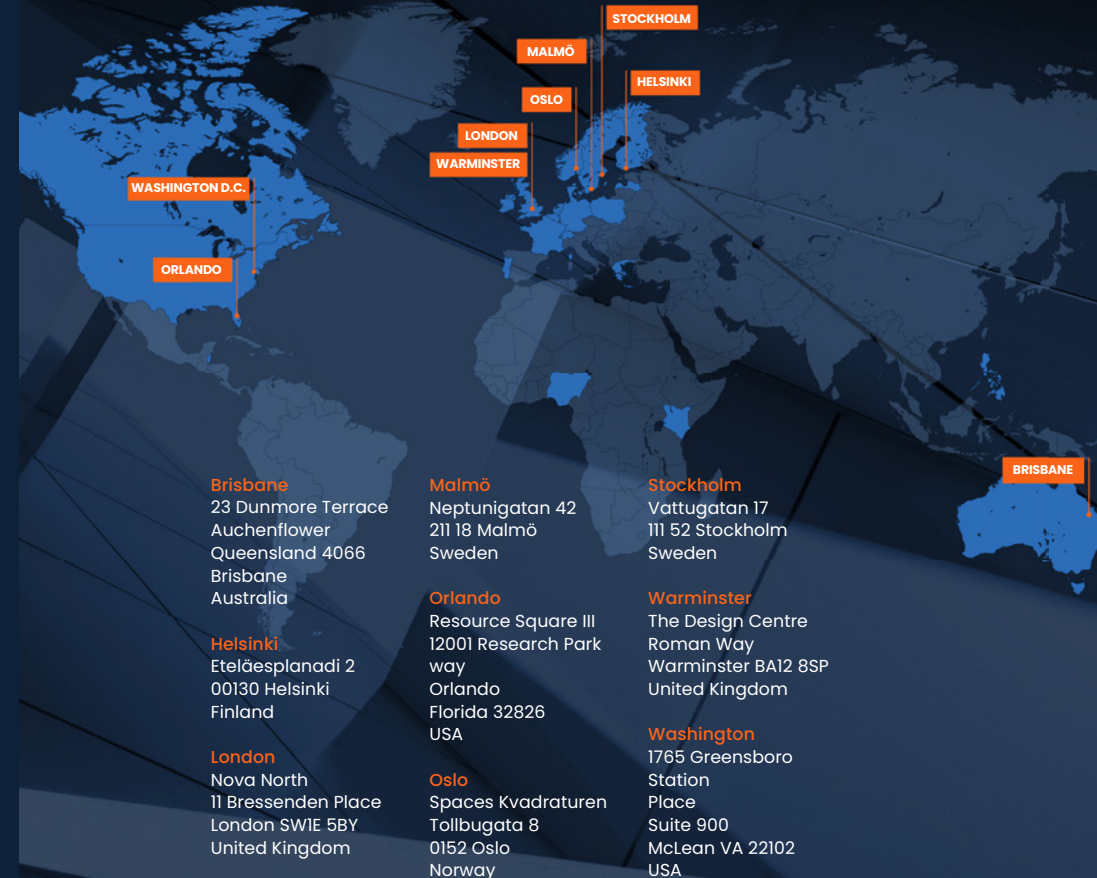 STOCKHOLM
MALMÖ
HELSINKI
OSLO
LONDON
WARMINSTER
WASHINGTON D.C.
ORLANDO
BRISBANE
Brisbane
23 Dunmore Terrace
Auchenflower
Queensland 4066
Brisbane
Australia
Helsinki
Eteläesplanadi 2
00130 Helsinki
Finland
London
Nova North
11 Bressenden Place
London SW1E 5BY
United Kingdom
Malmö
Neptunigatan 42
211 18 Malmö
Sweden
Orlando
Resource Square III
12001 Research Park
way
Orlando
Florida 32826
USA
Oslo
Spaces Kvadraturen
Tollbugata 8
0152 Oslo
Norway
Stockholm
Vattugatan 17
111 52 Stockholm
Sweden
Warminster
The Design Centre
Roman Way
Warminster BA12 8SP
United Kingdom
Washington
1765 Greensboro
Station
Place
Suite 900
McLean VA 22102
USA